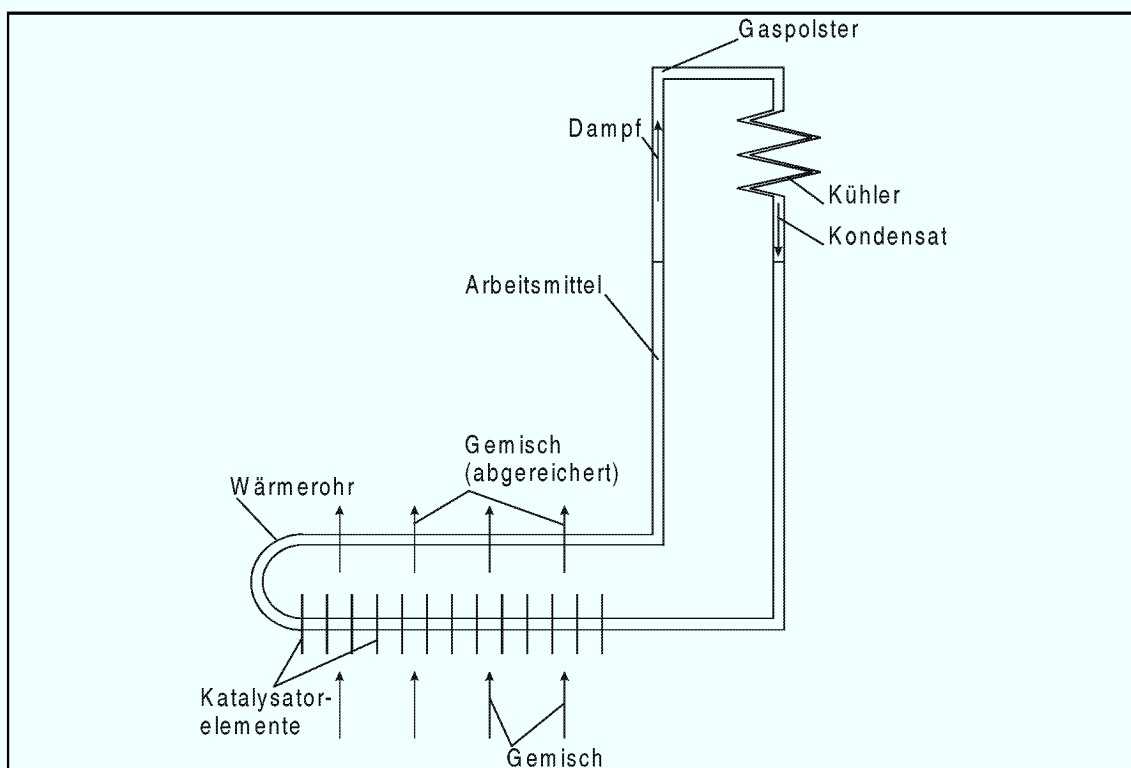 Gaspolster
Dampf
Kühler
Kondensat
Arbeitsmittel
Gemisch
(abgereichert)
Wärmerohr
Katalysator-
elemente
Gemisch